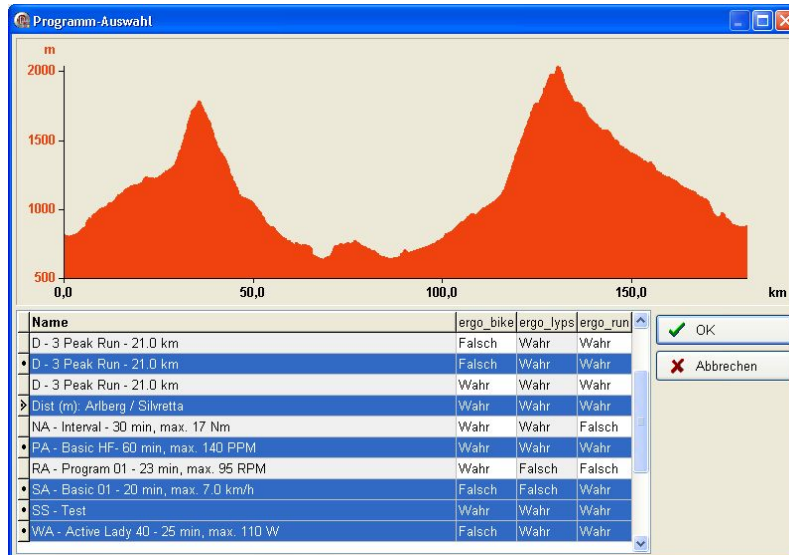 Programm-Auswahl
m
2000
1500
1000
500
0,0 50,0 100,0 150,0 km
Name ergo_bike ergo_lyps ergo_run
D - 3 Peak Run - 21.0 km Falsch Wahr Wahr
D - 3 Peak Run - 21.0 km Falsch Wahr Wahr
D - 3 Peak Run - 21.0 km Wahr Wahr Wahr
Dist (m): Arlberg / Silvretta Wahr Wahr Wahr
NA - Interval - 30 min, max. 17 Nm Wahr Wahr Falsch
PA - Basic HF- 60 min, max. 140 PPM Wahr Wahr Wahr
RA - Program 01 - 23 min, max. 95 RPM Wahr Falsch Falsch
SA - Basic 01 - 20 min, max. 7.0 km/h Falsch Falsch Wahr
SS - Test Wahr Wahr Wahr
WA - Active Lady 40 - 25 min, max. 110 W Falsch Wahr Wahr
OK
Abbrechen